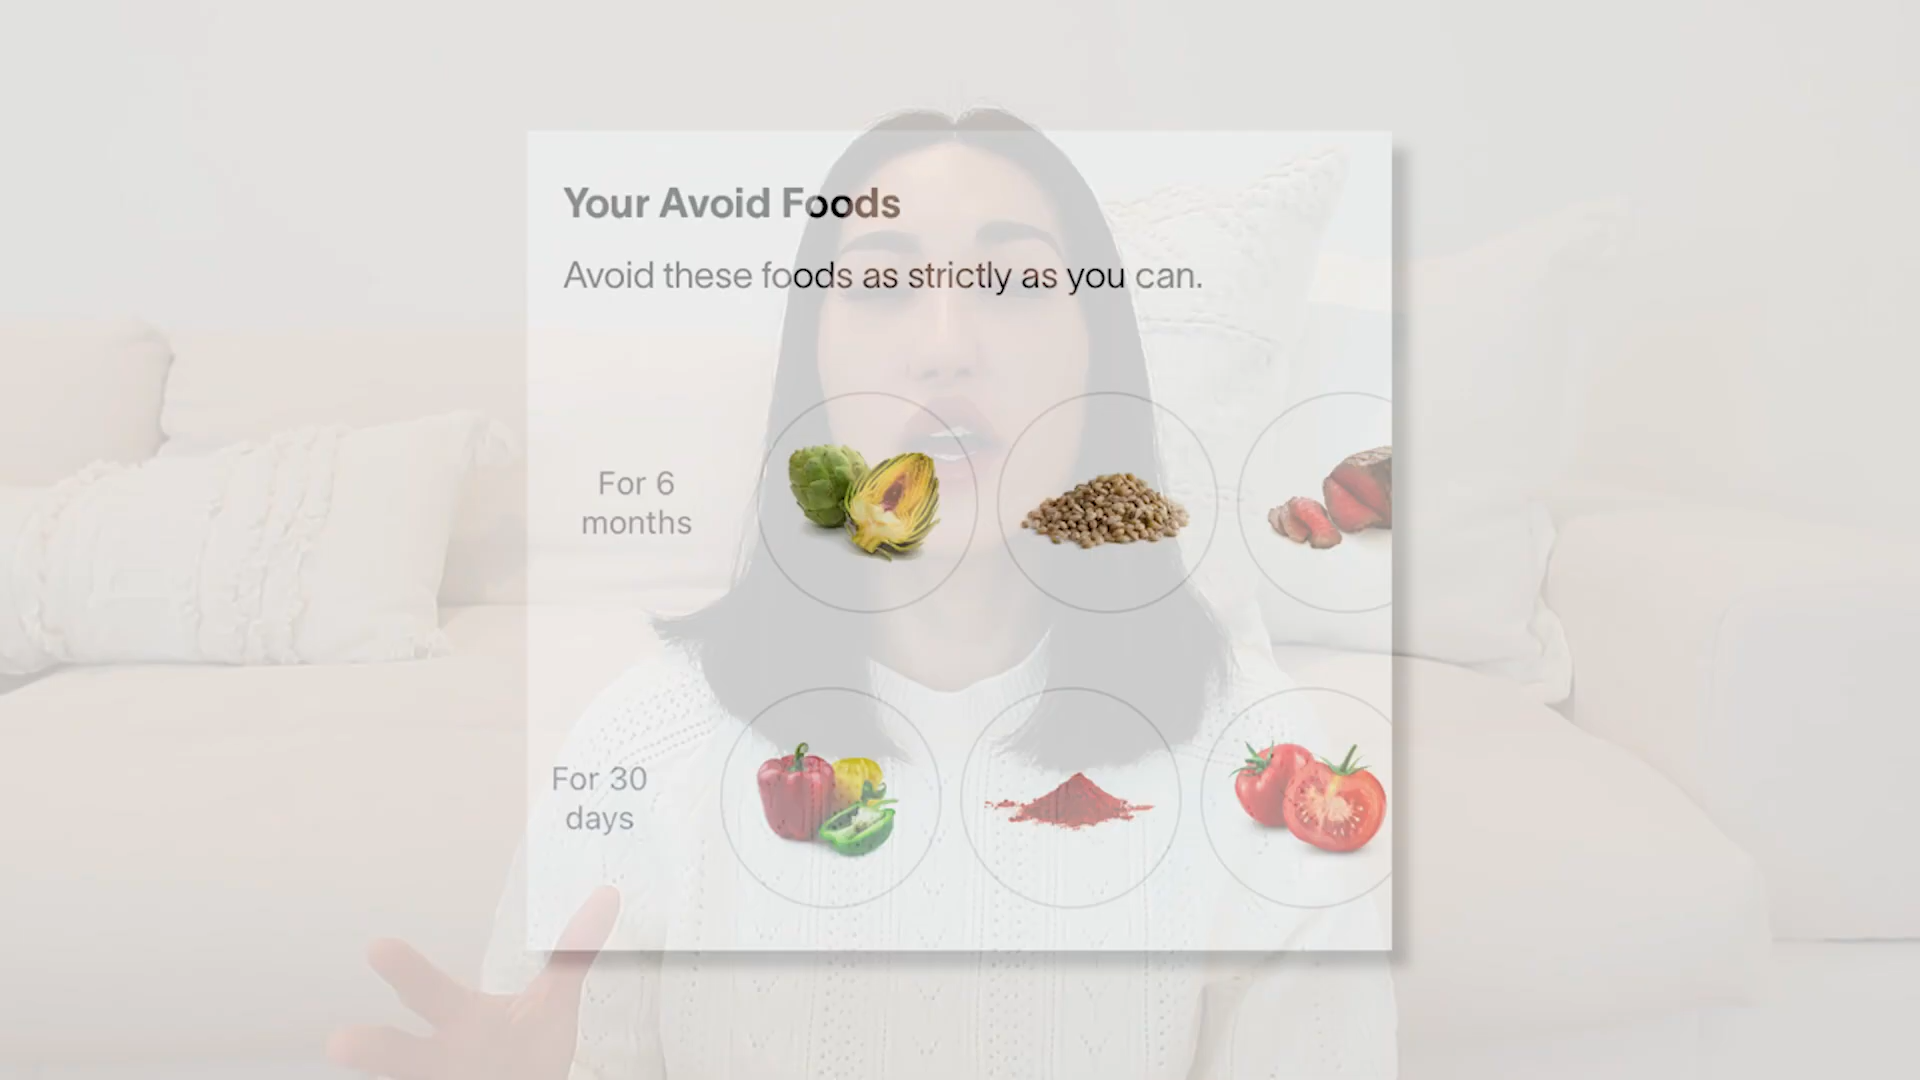 Your Avoid Foods
Avoid these foods as strictly as you can.
For 6
months
For 30
days